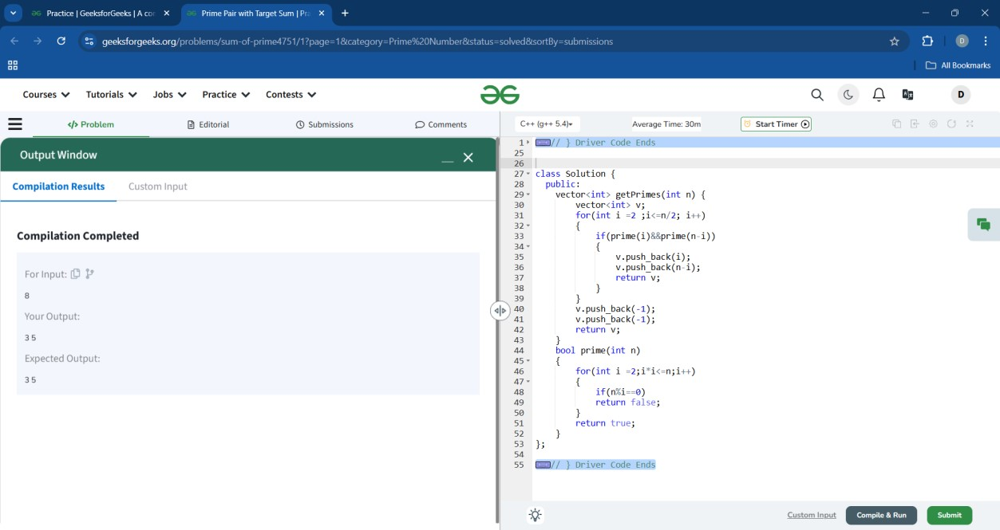 Practice | GeeksforGeeks | A cor
Prime Pair with Target Sum | Pra
geeksforgeeks.org/problems/sum-of-prime4751/1?page=1&category=Prime%20Number&status=solved&sortBy=submissions
D
All Bookmarks
Courses Tutorials Jobs Practice Contests
D
</> Problem Editorial Submissions Comments
C++ (g++ 5.4) Average Time: 30m Start Timer
Output Window
Compilation Results Custom Input
Compilation Completed
For Input:
8
Your Output:
3 5
Expected Output:
3 5
1 // } Driver Code Ends
25
26
27 class Solution {
28 public:
29 vector<int> getPrimes(int n) {
30 vector<int> v;
31 for(int i =2 ;i<=n/2; i++)
32 {
33 if(prime(i)&&prime(n-i))
34 {
35 v.push_back(i);
36 v.push_back(n-i);
37 return v;
38 }
39 }
40 v.push_back(-1);
41 v.push_back(-1);
42 return v;
43 }
44 bool prime(int n)
45 {
46 for(int i =2;i*i<=n;i++)
47 {
48 if(n%i==0)
49 return false;
50 }
51 return true;
52 }
53 };
54
55 // } Driver Code Ends
Custom Input Compile & Run Submit